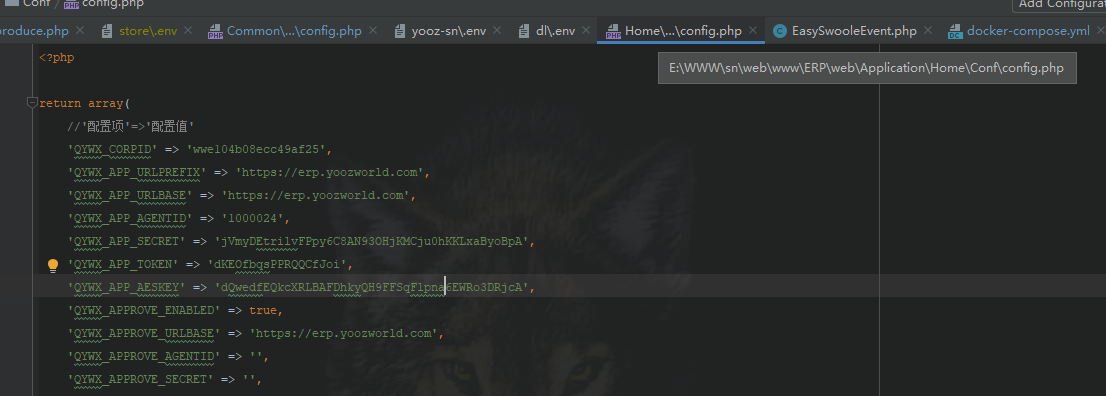 Conf / config.php
Add Configurat
produce.php store\.env Common\...\config.php yooz-sn\.env dl\.env Home\...\config.php EasySwooleEvent.php docker-compose.yml
<?php
E:\WWW\sn\web\www\ERP\web\Application\Home\Conf\config.php
return array(
//'配置项'=>'配置值'
'QYWX_CORPID' => 'wwe104b08ecc49af25',
'QYWX_APP_URLPREFIX' => 'https://erp.yoozworld.com',
'QYWX_APP_URLBASE' => 'https://erp.yoozworld.com',
'QYWX_APP_AGENTID' => '1000024',
'QYWX_APP_SECRET' => 'jVmyDEtrilvFPpy6C8AN93OHjKMCju0hKKLxaByoBpA',
'QYWX_APP_TOKEN' => 'dKEOfbqsPPRQQCfJoi',
'QYWX_APP_AESKEY' => 'dQwedfEQkcXRLBAFDhkyQH9FFSqFlpna6EWRo3DRjcA',
'QYWX_APPROVE_ENABLED' => true,
'QYWX_APPROVE_URLBASE' => 'https://erp.yoozworld.com',
'QYWX_APPROVE_AGENTID' => '',
'QYWX_APPROVE_SECRET' => '',